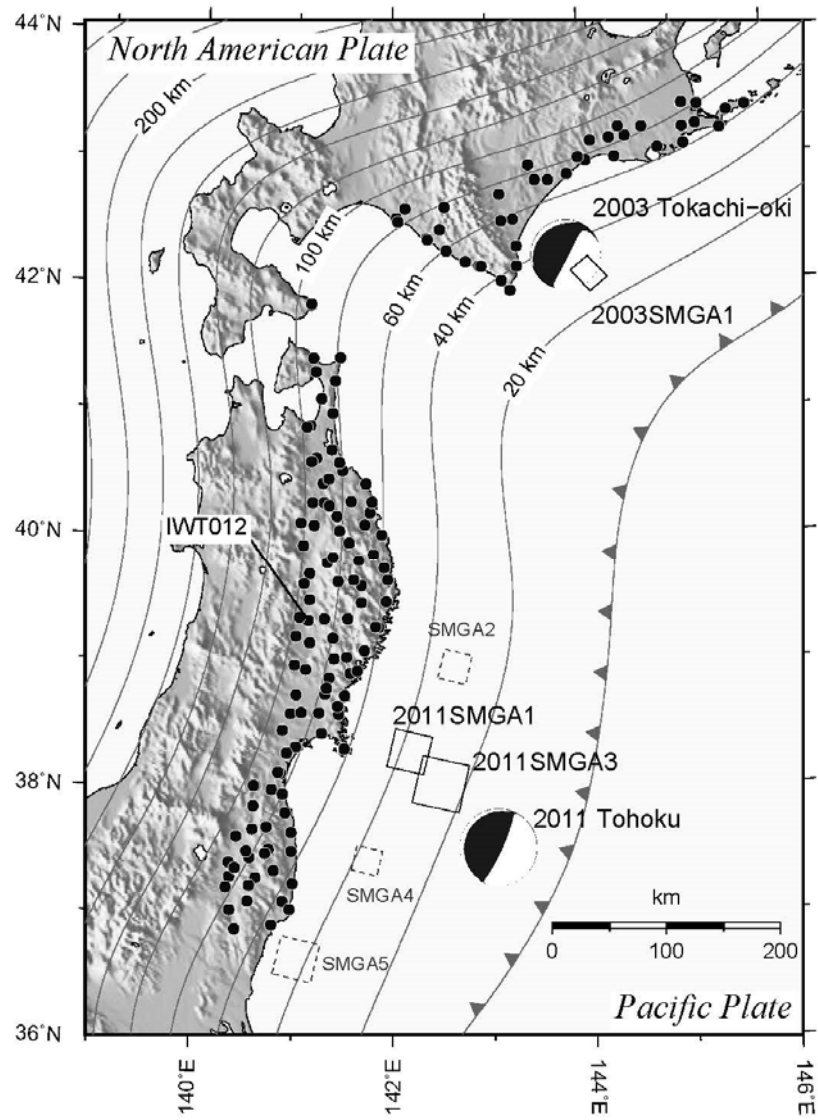 44°N
North American Plate
200 km
2003 Tokachi-oki
100 km
42°N
60 km
40 km
2003SMGA1
20 km
40°N
IWT012
SMGA2
2011SMGA1
2011SMGA3
38°N
2011 Tohoku
SMGA4
km
SMGA5
0 100 200
Pacific Plate
36°N
140°E
142°E
144°E
146°E